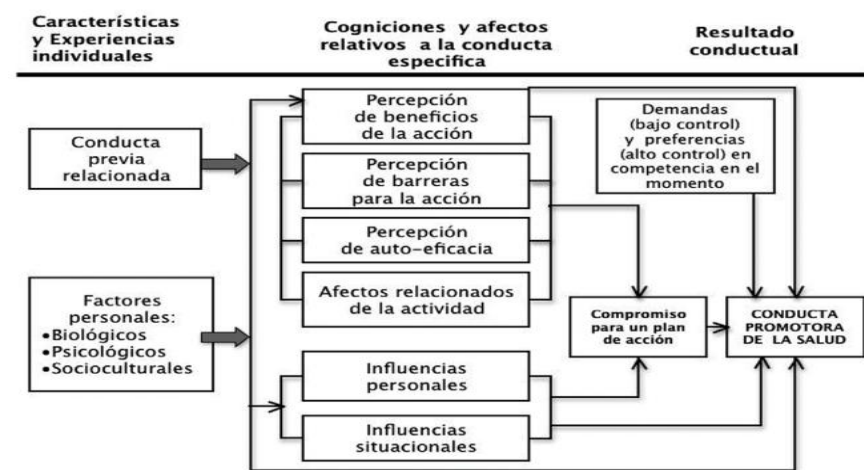 Características
y Experiencias
individuales
Cogniciones y afectos
relativos a la conducta
especifica
Resultado
conductual
Conducta
previa
relacionada
Factores
personales:
•Biológicos
•Psicológicos
•Socioculturales
Percepción
de beneficios
de la acción
Percepción
de barreras
para la acción
Percepción
de auto-eficacia
Afectos relacionados
de la actividad
Influencias
personales
Influencias
situacionales
Demandas
(bajo control)
y preferencias
(alto control) en
competencia en el
momento
Compromiso
para un plan
de acción
CONDUCTA
PROMOTORA
DE LA SALUD